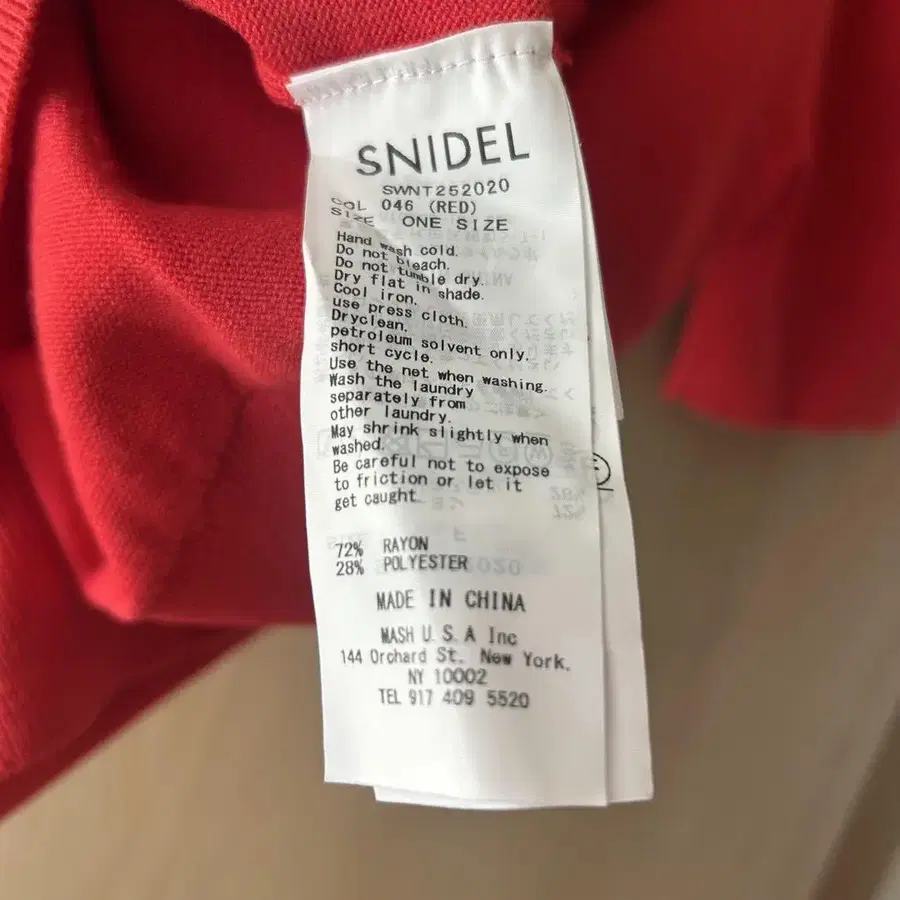 SNIDEL
SWNT252020
COL 046 (RED)
SIZE ONE SIZE
Hand wash cold.
Do not bleach.
Do not tumble dry.
Dry flat in shade.
Cool iron.
use press cloth.
Dryclean.
petroleum solvent only.
short cycle.
Use the net when washing.
Wash the laundry
separately from
other laundry.
May shrink slightly when
washed.
Be careful not to expose
to friction or let it
get caught
72% RAYON
28% POLYESTER
MADE IN CHINA
MASH U.S.A Inc
144 Orchard St. New York.
NY 10002
TEL 917 409 5520